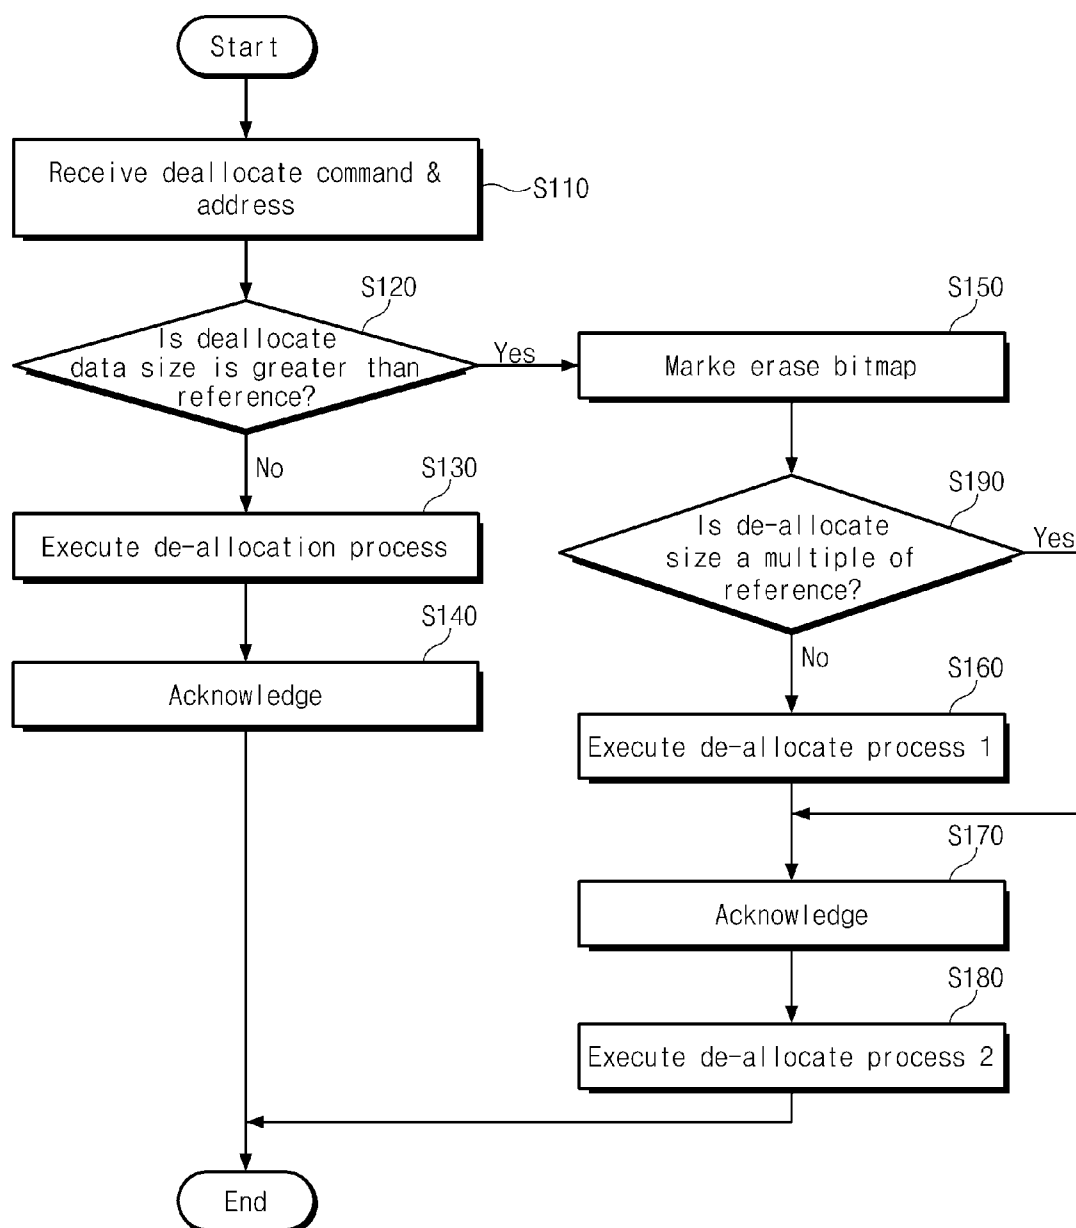 Start
Receive deallocate command &
address
S110
S120
Is deallocate
data size is greater than
reference?
Yes
No
S130
Execute de-allocation process
S140
Acknowledge
S150
Marke erase bitmap
S190
Is de-allocate
size a multiple of
reference?
Yes
No
S160
Execute de-allocate process 1
S170
Acknowledge
S180
Execute de-allocate process 2
End